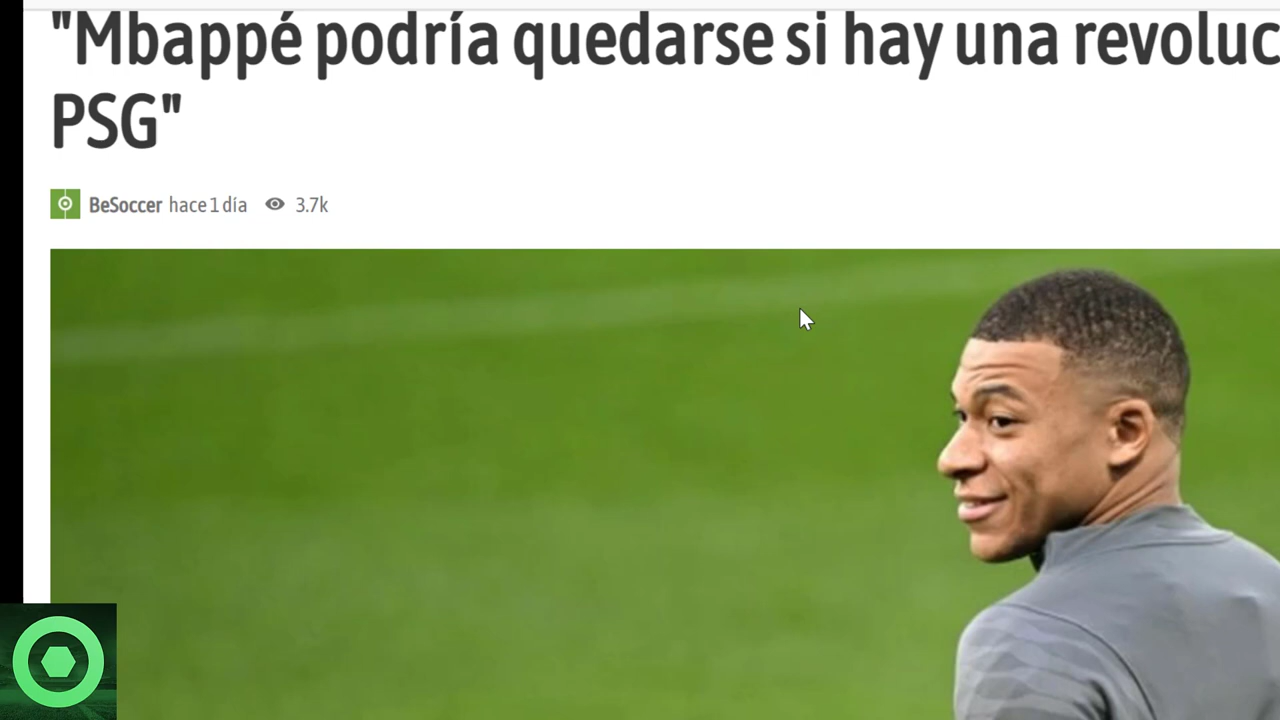 "Mbappé podría quedarse si hay una
PSG"
BeSoccer hace 1 día 3.7k